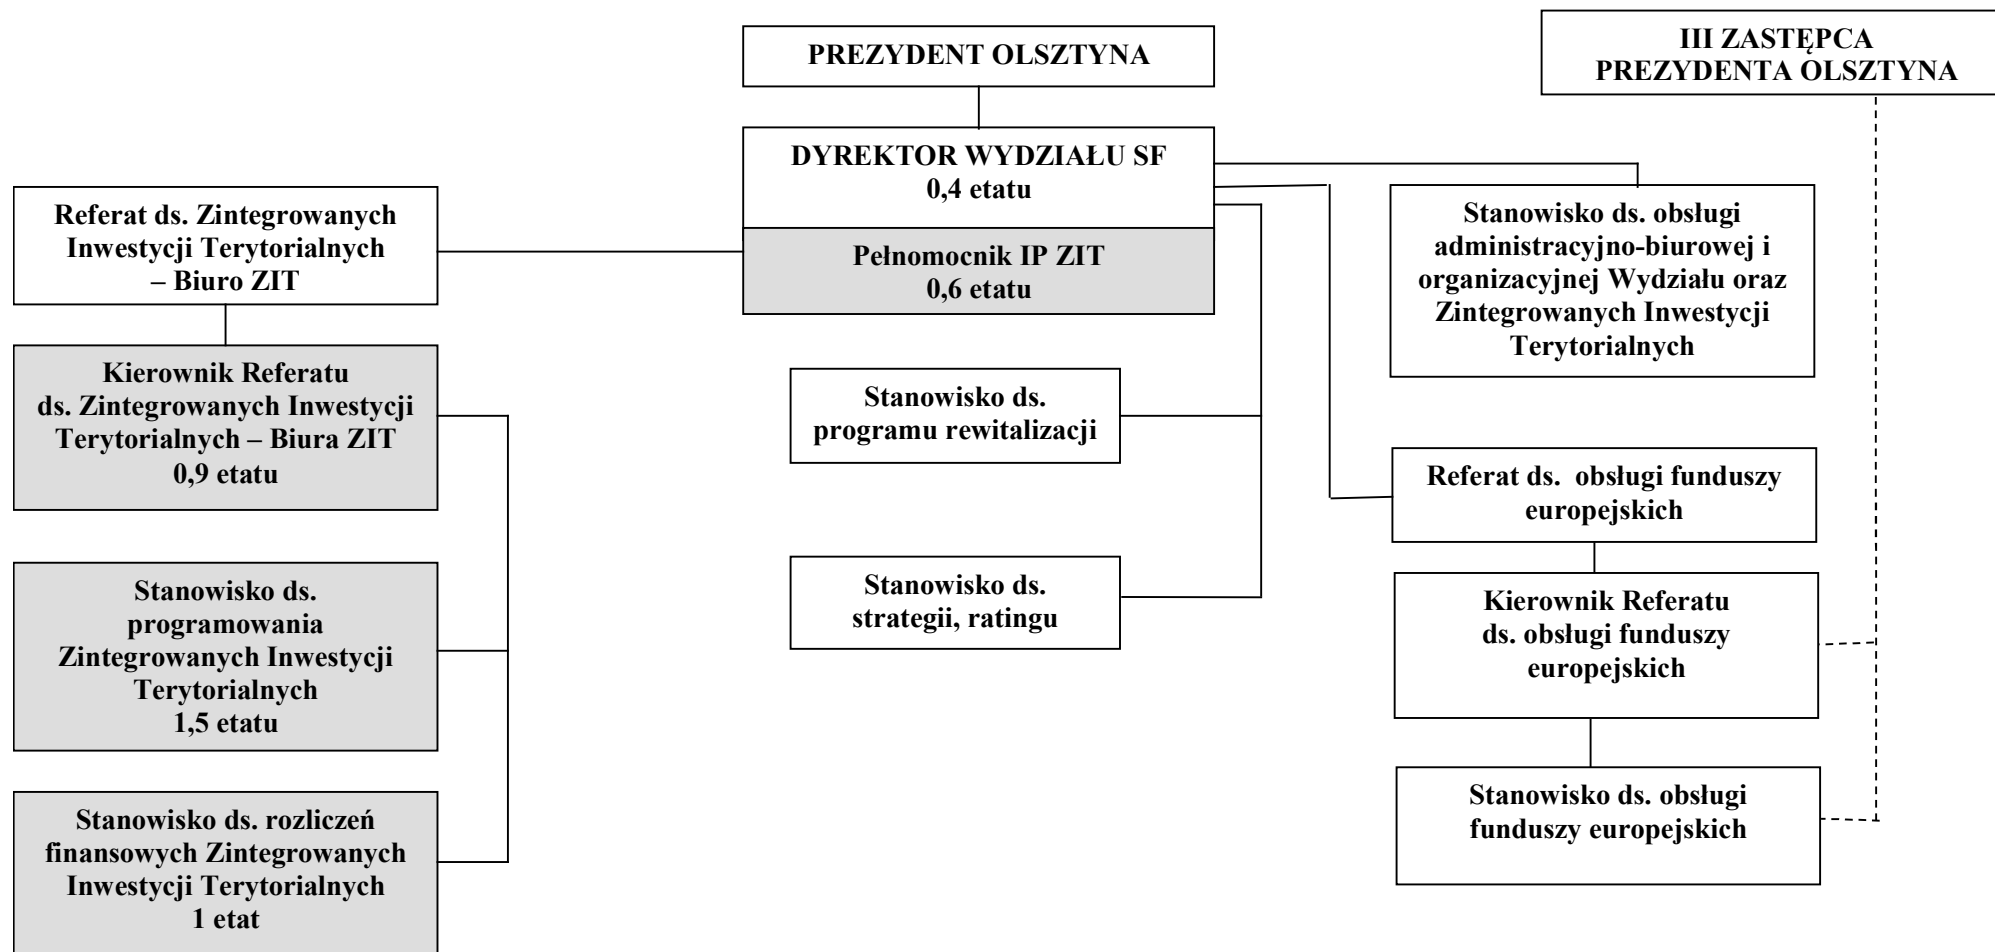 PREZYDENT OLSZTYNA
III ZASTĘPCA
PREZYDENTA OLSZTYNA
DYREKTOR WYDZIAŁU SF
0,4 etatu
Pełnomocnik IP ZIT
0,6 etatu
Referat ds. Zintegrowanych
Inwestycji Terytorialnych
– Biuro ZIT
Kierownik Referatu
ds. Zintegrowanych Inwestycji
Terytorialnych – Biura ZIT
0,9 etatu
Stanowisko ds.
programowania
Zintegrowanych Inwestycji
Terytorialnych
1,5 etatu
Stanowisko ds. rozliczeń
finansowych Zintegrowanych
Inwestycji Terytorialnych
1 etat
Stanowisko ds.
programu rewitalizacji
Stanowisko ds.
strategii, ratingu
Stanowisko ds. obsługi
administracyjno-biurowej i
organizacyjnej Wydziału oraz
Zintegrowanych Inwestycji
Terytorialnych
Referat ds. obsługi funduszy
europejskich
Kierownik Referatu
ds. obsługi funduszy
europejskich
Stanowisko ds. obsługi
funduszy europejskich